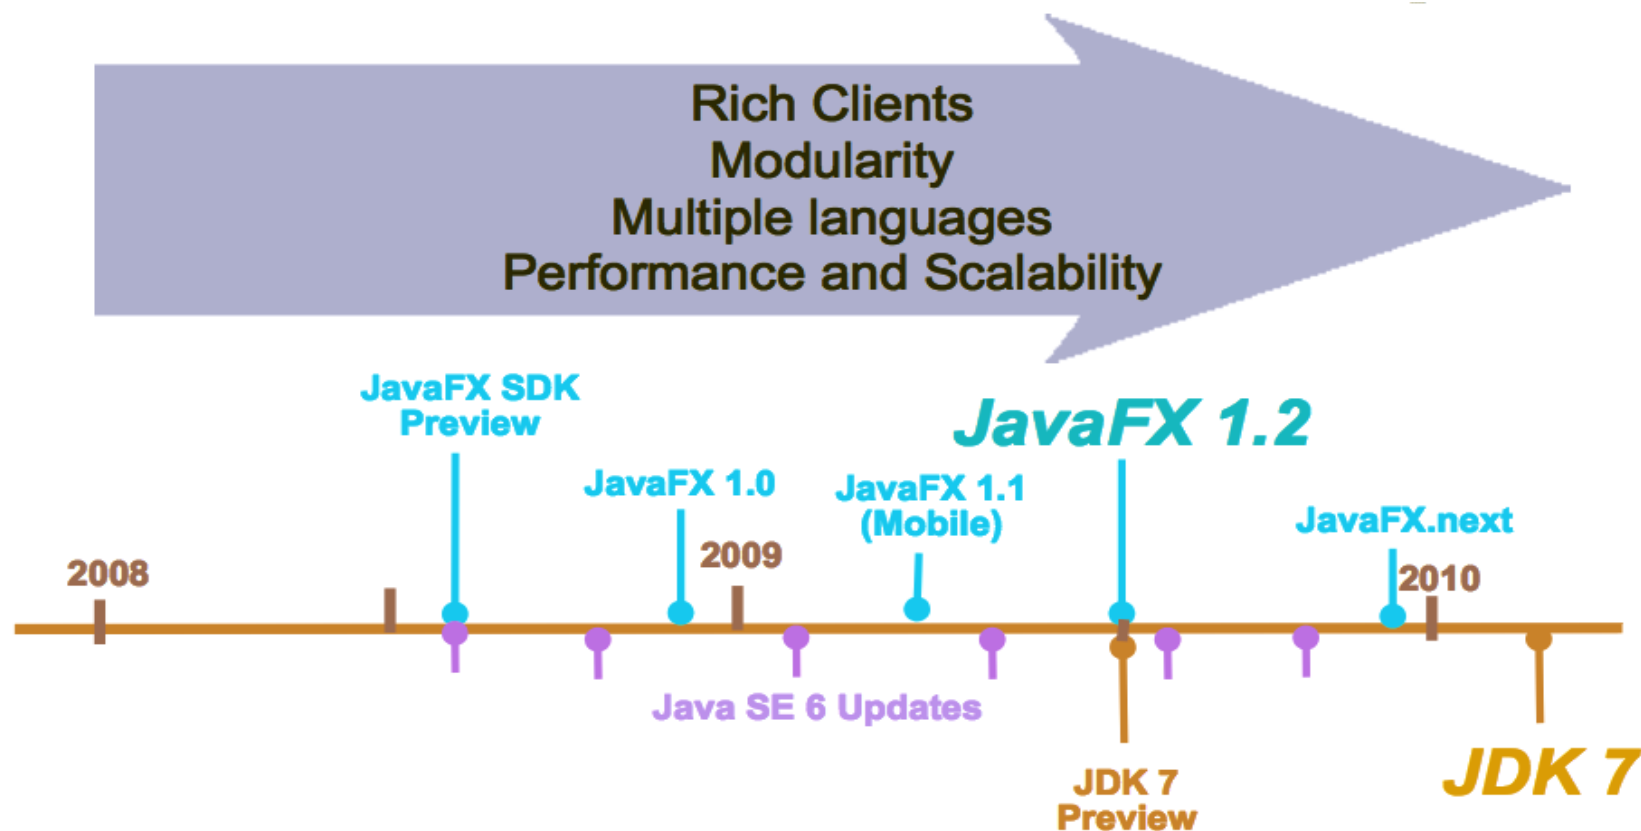 Rich Clients
Modularity
Multiple languages
Performance and Scalability
JavaFX SDK
Preview
JavaFX 1.2
JavaFX 1.0
JavaFX 1.1
(Mobile)
JavaFX.next
2008
2009
2010
Java SE 6 Updates
JDK 7
Preview
JDK 7